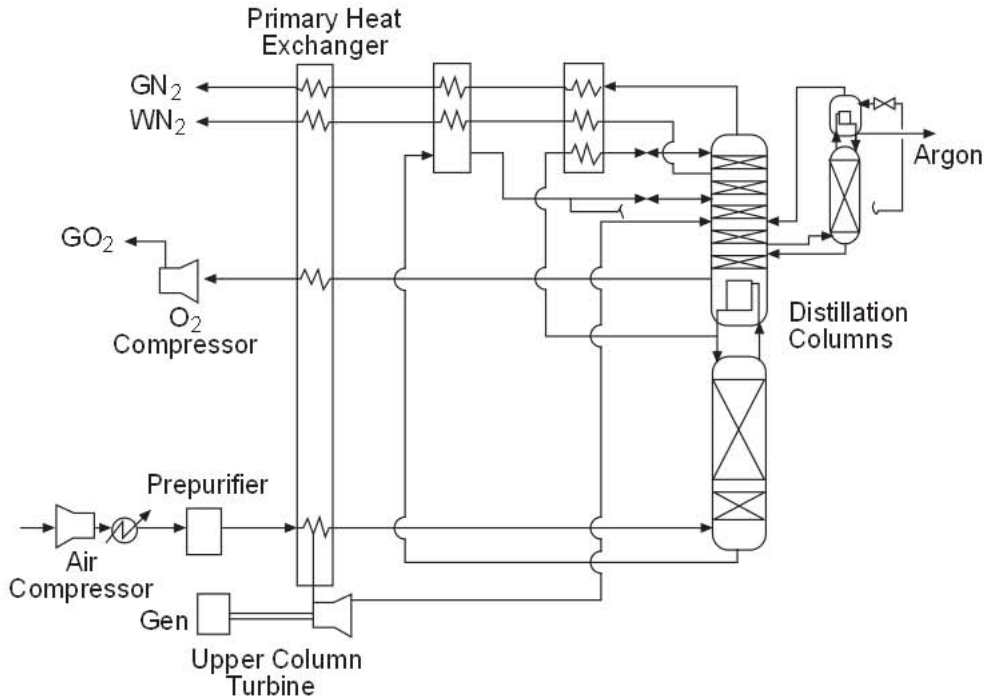 Primary Heat
Exchanger
GN2
WN2
Argon
GO2
O2
Compressor
Distillation
Columns
Prepurifier
Air
Compressor
Gen
Upper Column
Turbine